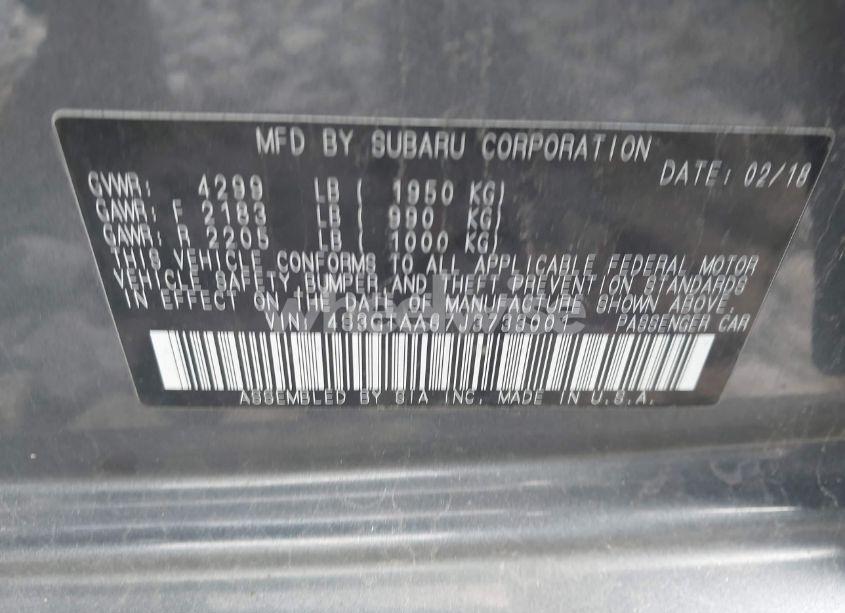 MFD BY SUBARU CORPORATION
DATE: 02/18
GVWR: 4299 LB ( 1950 KG)
GAWR: F 2183 LB ( 990 KG)
GAWR: R 2205 LB ( 1000 KG)
THIS VEHICLE CONFORMS TO ALL APPLICABLE FEDERAL MOTOR
VEHICLE SAFETY, BUMPER, AND THEFT PREVENTION STANDARDS
IN EFFECT ON THE DATE OF MANUFACTURE SHOWN ABOVE.
VIN: PASSENGER CAR
ASSEMBLED BY SIA INC, MADE IN U.S.A.